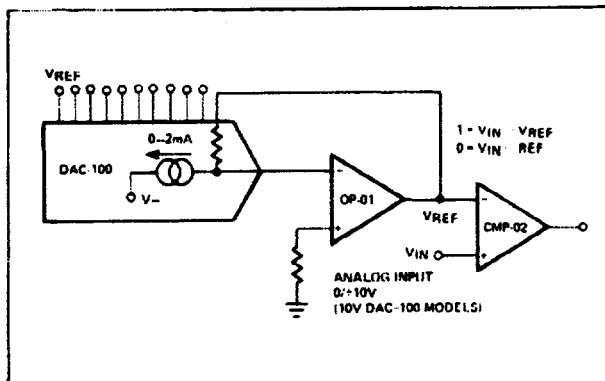 VREF
0–2mA
DAC-100
V–
–
OP-01
+
1 = VIN VREF
0 = VIN REF
VREF
–
CMP-02
VIN
+
ANALOG INPUT
0/+10V
(10V DAC-100 MODELS)